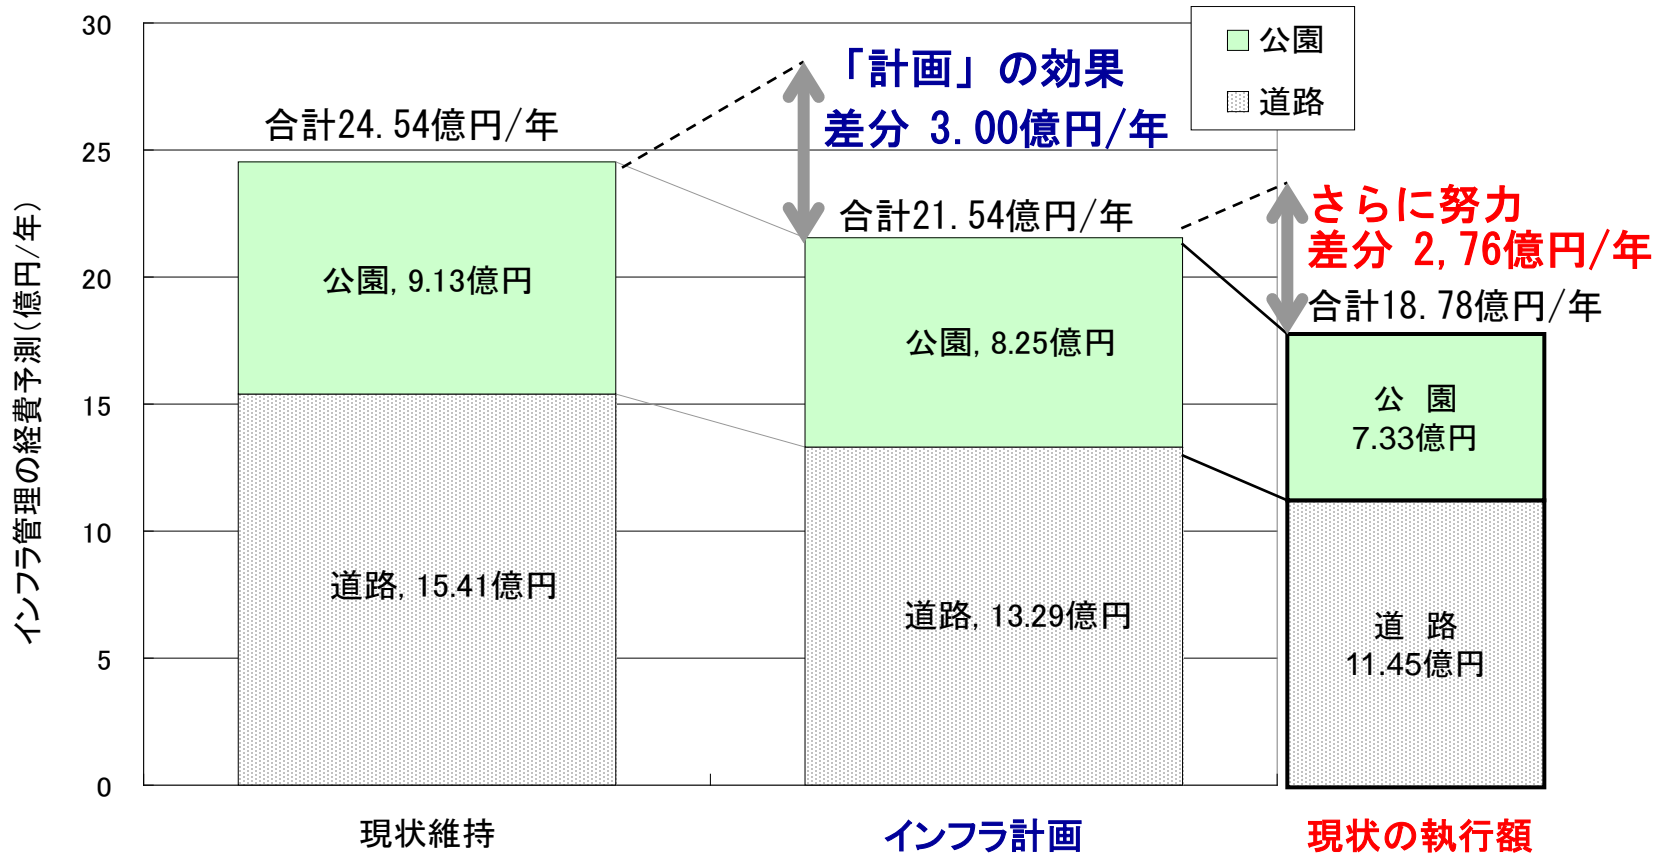 インフラ管理の経費予測(億円/年)
30
25
20
15
10
5
0
公園
道路
「計画」の効果
差分 3.00億円/年
合計24.54億円/年
公園, 9.13億円
道路, 15.41億円
合計21.54億円/年
公園, 8.25億円
道路, 13.29億円
さらに努力
差分 2,76億円/年
合計18.78億円/年
公 園
7.33億円
道 路
11.45億円
現状維持
インフラ計画
現状の執行額